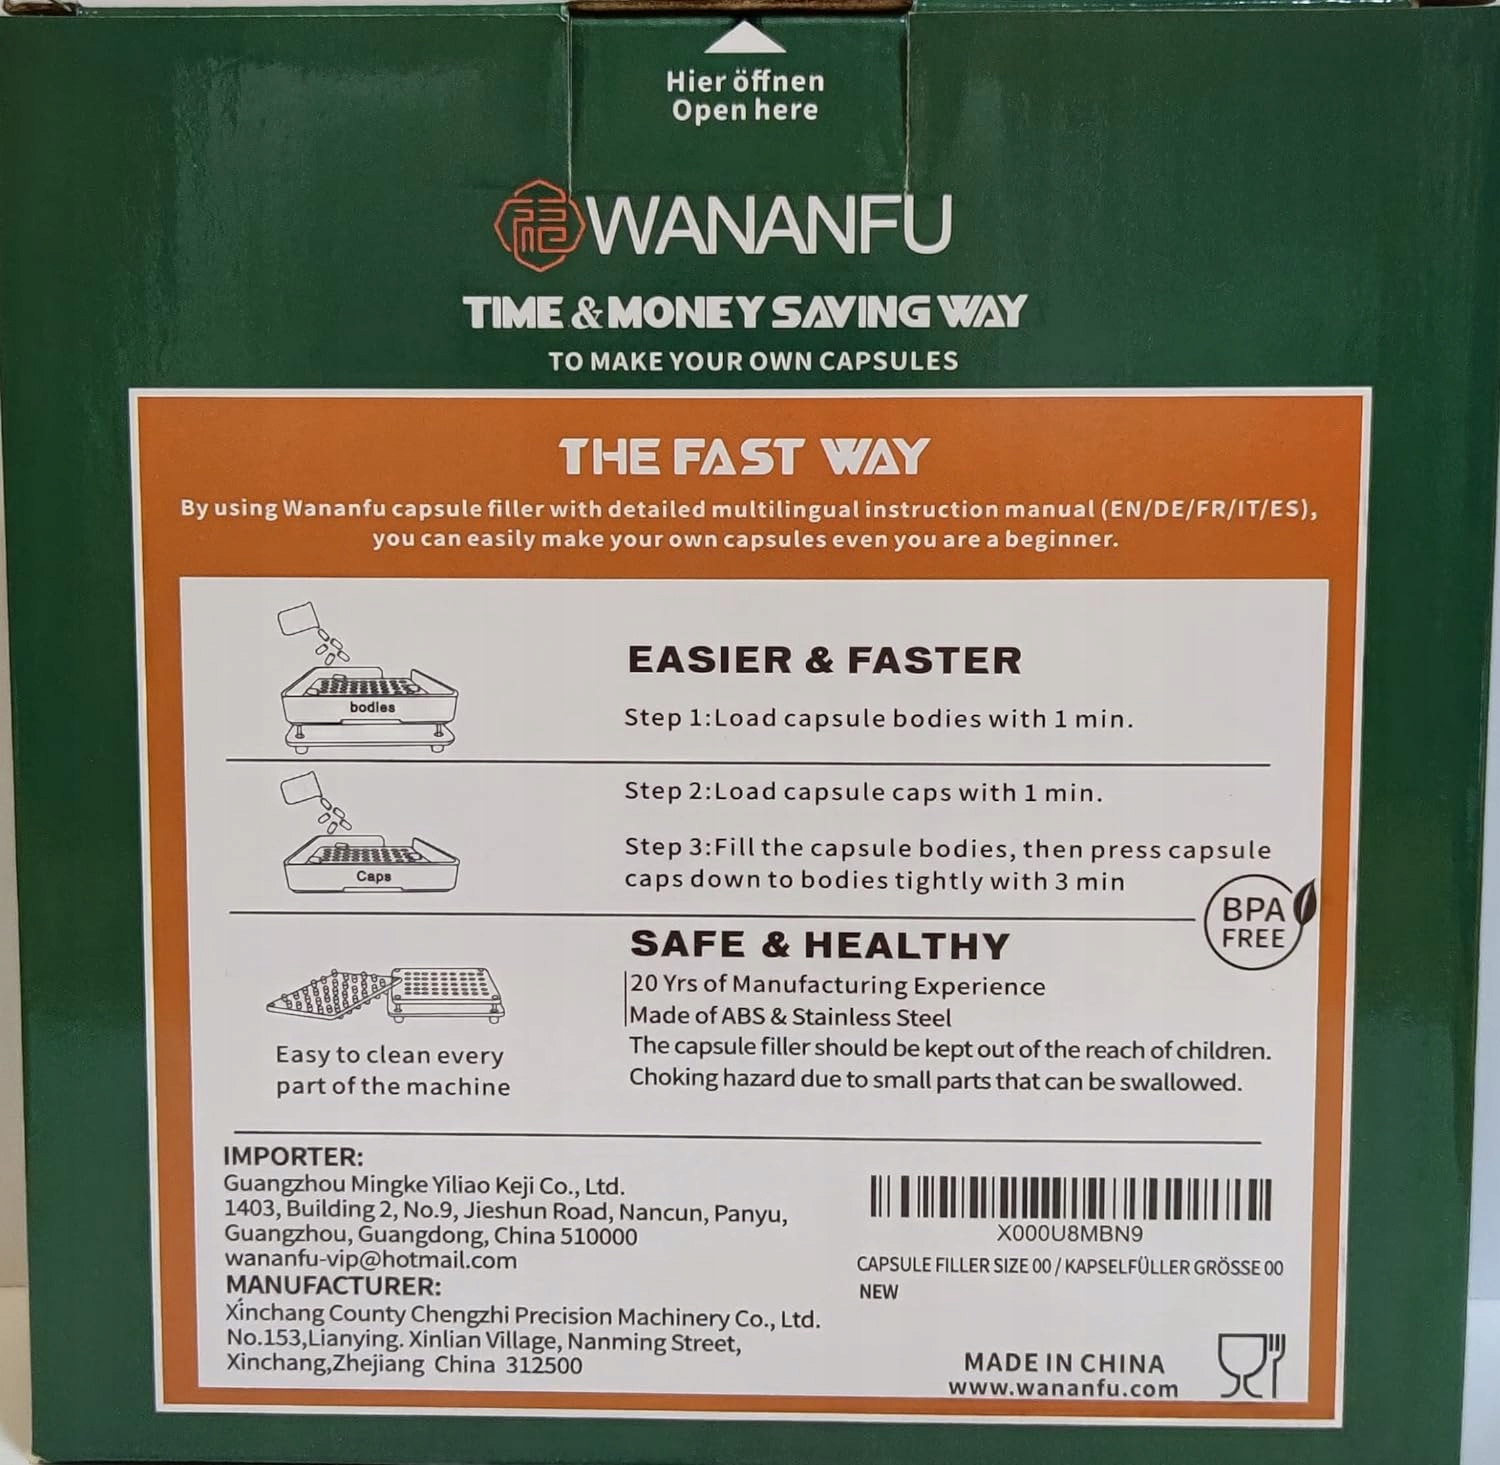 Hier öffnen
Open here
福WANANFU
TIME & MONEY SAVING WAY
TO MAKE YOUR OWN CAPSULES
THE FAST WAY
By using Wananfu capsule filler with detailed multilingual instruction manual (EN/DE/FR/IT/ES),
you can easily make your own capsules even you are a beginner.
bodies
EASIER & FASTER
Step 1:Load capsule bodies with 1 min.
Caps
Step 2:Load capsule caps with 1 min.
Step 3:Fill the capsule bodies, then press capsule
caps down to bodies tightly with 3 min
BPA
FREE
Easy to clean every
part of the machine
SAFE & HEALTHY
20 Yrs of Manufacturing Experience
Made of ABS & Stainless Steel
The capsule filler should be kept out of the reach of children.
Choking hazard due to small parts that can be swallowed.
IMPORTER:
Guangzhou Mingke Yiliao Keji Co., Ltd.
1403, Building 2, No.9, Jieshun Road, Nancun, Panyu,
Guangzhou, Guangdong, China 510000
wananfu-vip@hotmail.com
MANUFACTURER:
Xinchang County Chengzhi Precision Machinery Co., Ltd.
No.153,Lianying. Xinlian Village, Nanming Street,
Xinchang,Zhejiang China 312500
X000U8MBN9
CAPSULE FILLER SIZE 00 / KAPSELFÜLLER GRÖSSE 00
NEW
MADE IN CHINA
www.wananfu.com